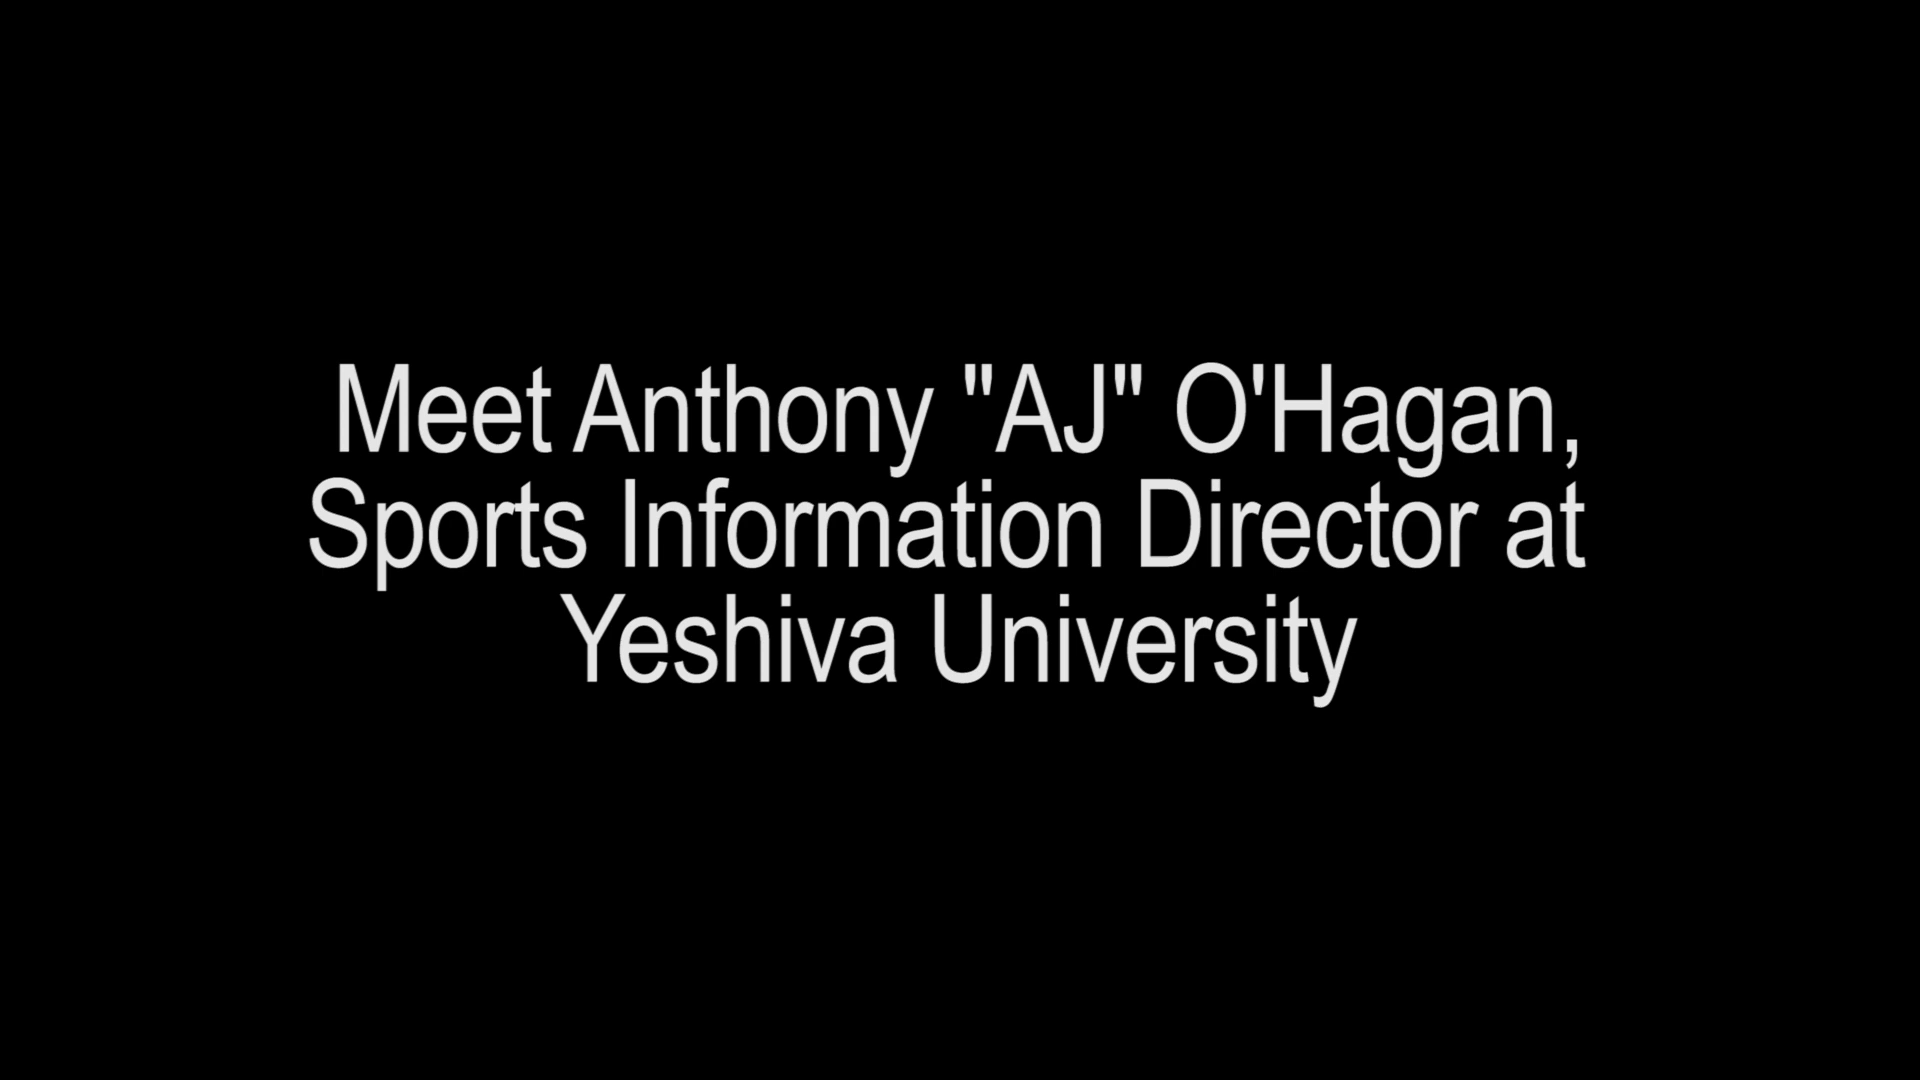 Meet Anthony "AJ" O'Hagan,
Sports Information Director at
Yeshiva University